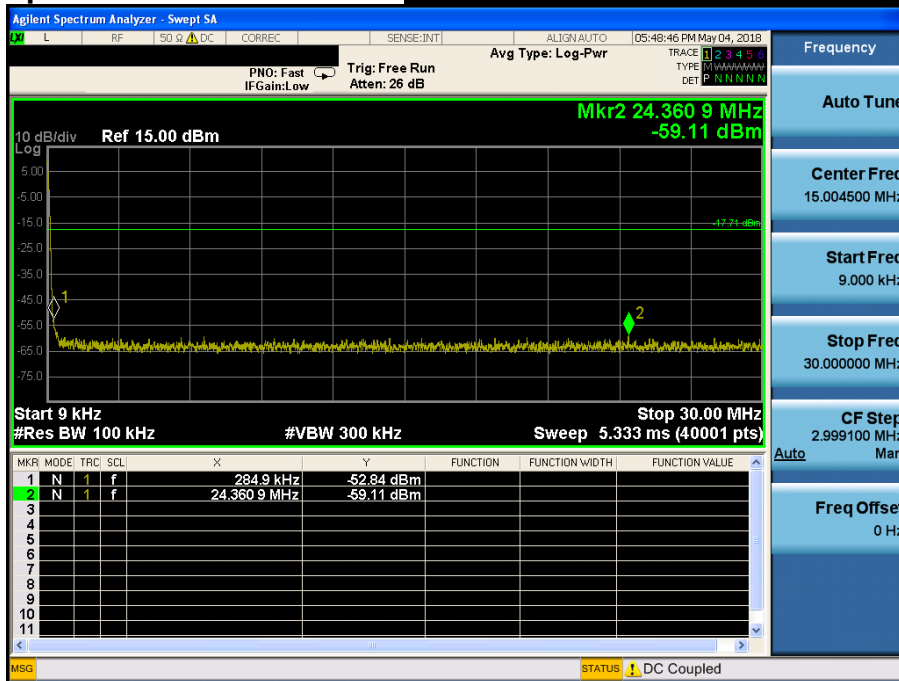 Agilent Spectrum Analyzer - Swept SA
LXI L RF 50 Ω DC CORREC SENSE:INT ALIGN AUTO 05:48:46 PM May 04, 2018
Avg Type: Log-Pwr
TRACE 1 2 3 4 5 6
TYPE M
DET P N N N N N
PNO: Fast
IFGain:Low
Trig: Free Run
Atten: 26 dB
Mkr2 24.360 9 MHz
-59.11 dBm
10 dB/div Ref 15.00 dBm
Log
5.00
-5.00
-15.0
-17.71 dBm
-25.0
-35.0
-45.0
1
-55.0
2
-65.0
-75.0
Start 9 kHz Stop 30.00 MHz
#Res BW 100 kHz #VBW 300 kHz Sweep 5.333 ms (40001 pts)
MKR MODE TRC SCL X Y FUNCTION FUNCTION WIDTH FUNCTION VALUE
1 N 1 f 284.9 kHz -52.84 dBm
2 N 1 f 24.360 9 MHz -59.11 dBm
3
4
5
6
7
8
9
10
11
MSG STATUS DC Coupled
Frequency
Auto Tune
Center Freq
15.004500 MHz
Start Freq
9.000 kHz
Stop Freq
30.000000 MHz
CF Step
2.999100 MHz
Auto Man
Freq Offset
0 Hz